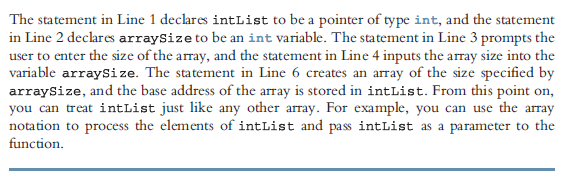 The statement in Line 1 declares intList to be a pointer of type int, and the statement
in Line 2 declares arraySize to be an int variable. The statement in Line 3 prompts the
user to enter the size of the array, and the statement in Line 4 inputs the array size into the
variable arraySize. The statement in Line 6 creates an array of the size specified by
arraySize, and the base address of the array is stored in intList. From this point on,
you can treat intList just like any other array. For example, you can use the array
notation to process the elements of intList and pass intList as a parameter to the
function.